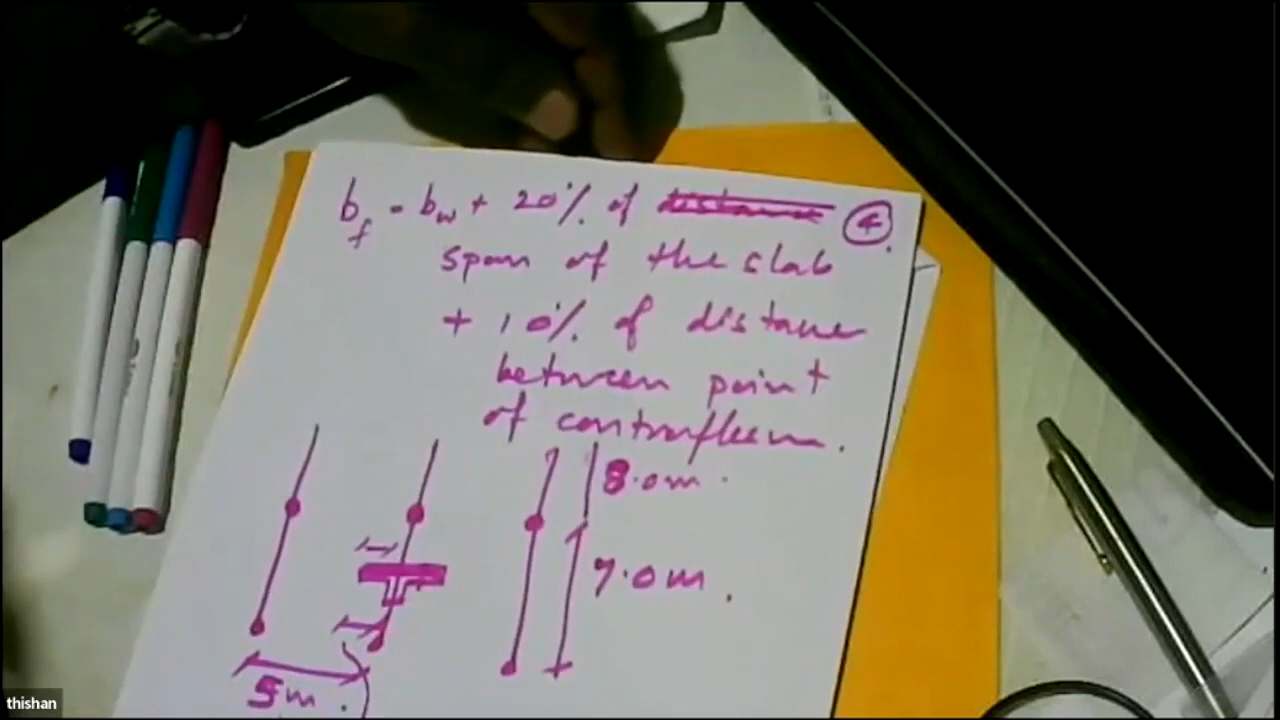 bf = bw + 20% of distance ④
span of the slab
+ 10% of distance
between point
of contraflexure.
8.0m.
7.0m.
5m.
thishan